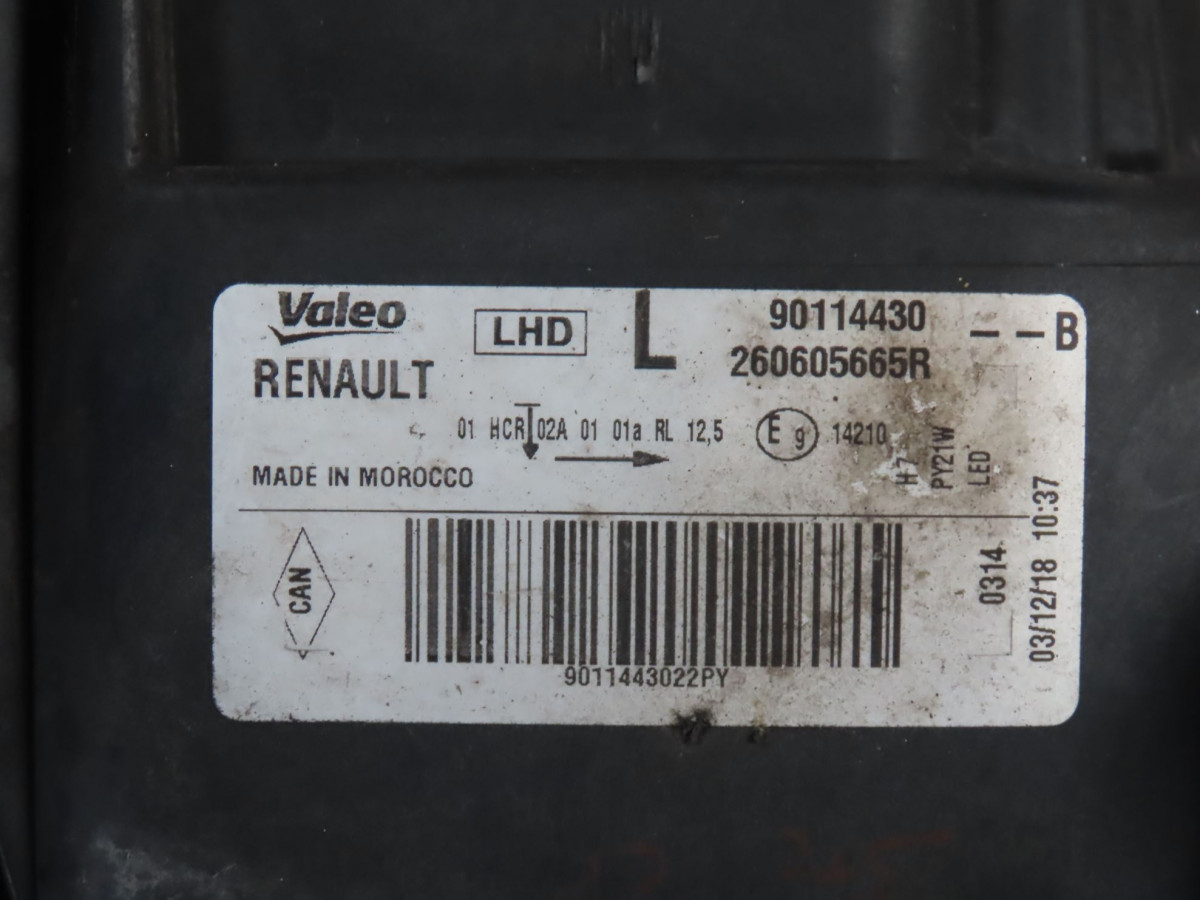 Valeo
RENAULT
LHD
L
90114430
260605665R
– – B
01 HCR 02A 01 01a RL 12,5
E 9
14210
MADE IN MOROCCO
H7
PY21W
LED
CAN
9011443022PY
0314
03/12/18 10:37